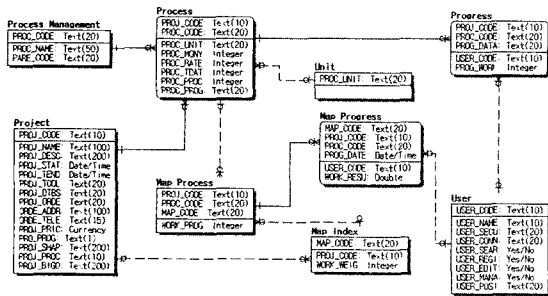 Process Management
PROC_CODE Text(20)
PROC_NAME Text(50)
PARE_CODE Text(20)
Process
PROJ_CODE: Text(10)
PROC_CODE: Text(20)
PROC_UNIT: Text(20)
PROC_MONY Integer
PROC_RATE Integer
PROC_TDAT Integer
PROC_PROC Integer
PROC_PROG: Text(20)
Progress
PROJ_CODE: Text(10)
PROC_CODE: Text(20)
PROG_DATA: Text(20)
USER_CODE: Text(10)
PROG_WORK Integer
Unit
PROC_UNIT: Text(20)
Project
PROJ_CODE: Text(10)
PROJ_NAME: Text(100)
PROJ_DESG: Text(200)
PROJ_STAT: Date/Time
PROJ_TEND: Date/Time
PROJ_TOOL Text(20)
PROJ_DTBS Text(20)
PROJ_ORDE Text(20)
ORDE_ADDR Text(100)
ORDE_TELE Text(15)
PROJ_PRIC: Currency
PRO_PROG: Text(1)
PROJ_SHAP Text(200)
PROJ_PROC Text(10)
PROJ_BIGO Text(200)
Map Progress
MAP_CODE Text(20)
PROJ_CODE Text(10)
PROC_CODE Text(20)
PROG_DATE Date/Time
USER_CODE: Text(10)
WORK_RESU: Double
Map Process
PROJ_CODE: Text(10)
PROC_CODE Text(20)
MAP_CODE Text(20)
WORK_PROG Integer
Map Index
MAP_CODE: Text(20)
PROJ_CODE: Text(10)
WORK_WEIG Integer
User
USER_CODE: Text(10)
USER_NAME: Text(10)
USER_SECU: Text(20)
USER_CONN: Text(20)
USER_SEAR Yes/No
USER_REGI Yes/No
USER_EDIT: Yes/No
USER_MANA: Yes/No
USER_POSI Text(20)